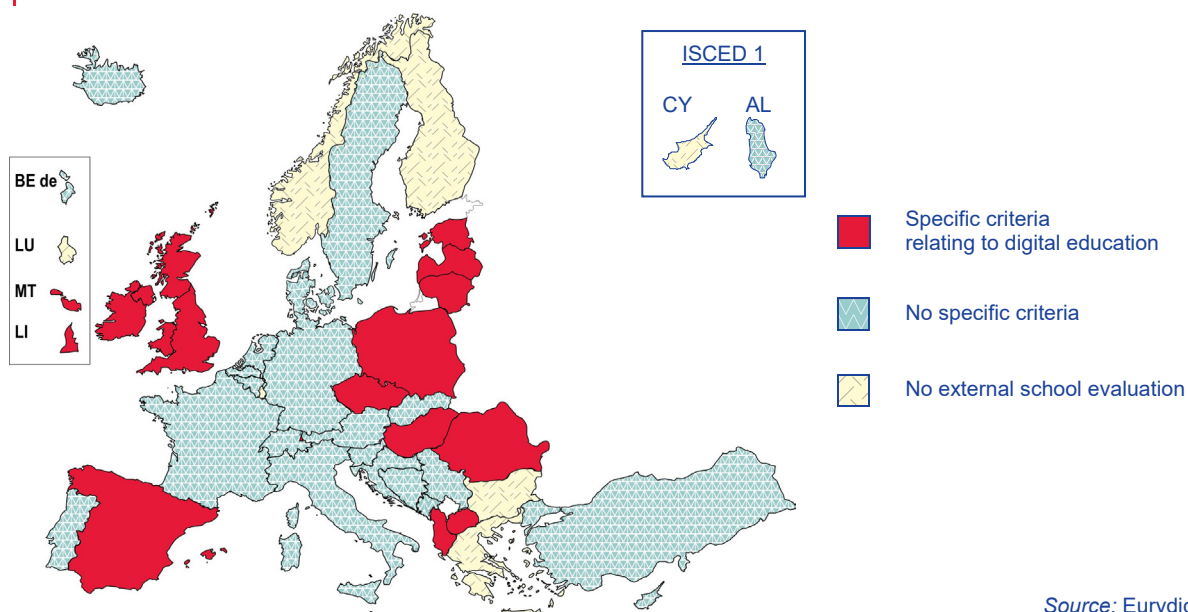 ISCED 1
CY AL
BE de
LU
MT
LI
Specific criteria
relating to digital education
No specific criteria
No external school evaluation
Source: